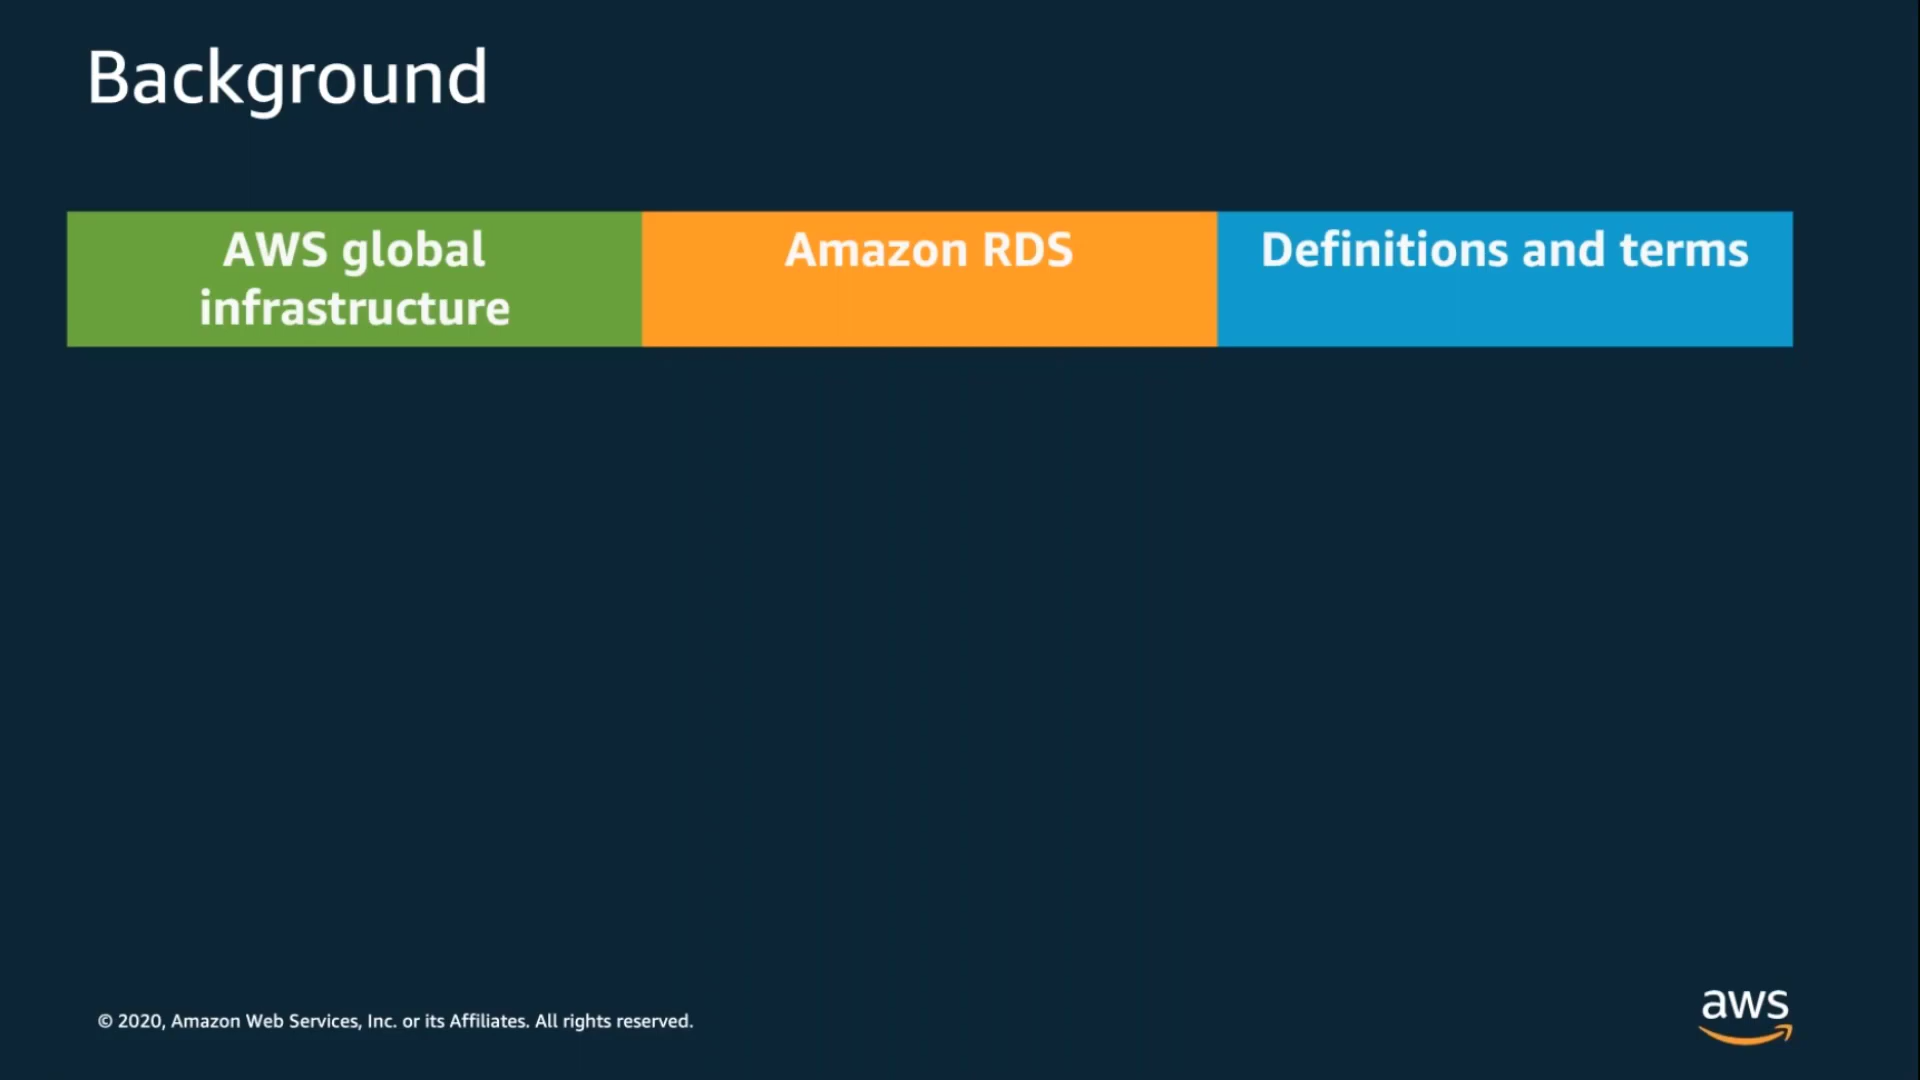 Background
AWS global
infrastructure
Amazon RDS
Definitions and terms
© 2020, Amazon Web Services, Inc. or its Affiliates. All rights reserved.
aws